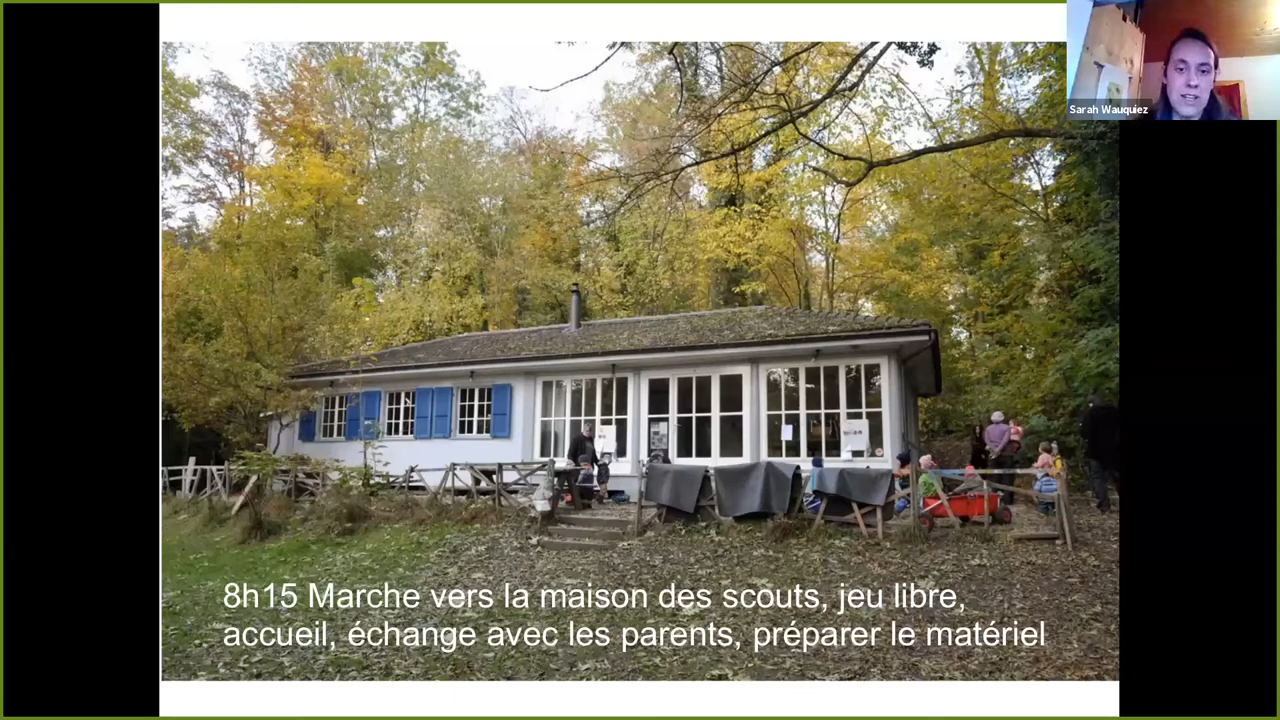 Sarah Wauquiez
8h15 Marche vers la maison des scouts, jeu libre,
accueil, échange avec les parents, préparer le matériel